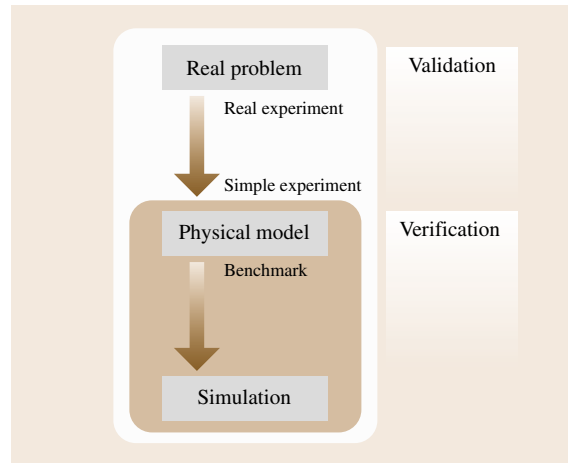 Real problem
Validation
Real experiment
Simple experiment
Physical model
Verification
Benchmark
Simulation